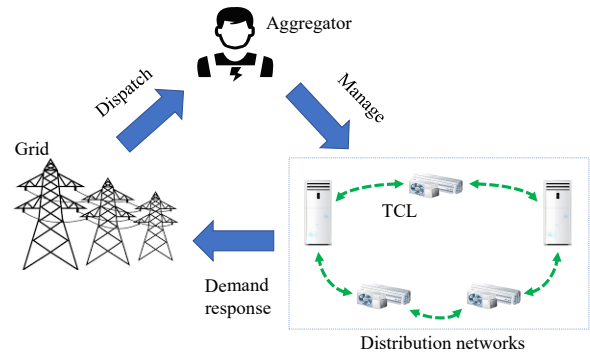 Aggregator
Dispatch
Manage
Grid
TCL
Demand
response
Distribution networks